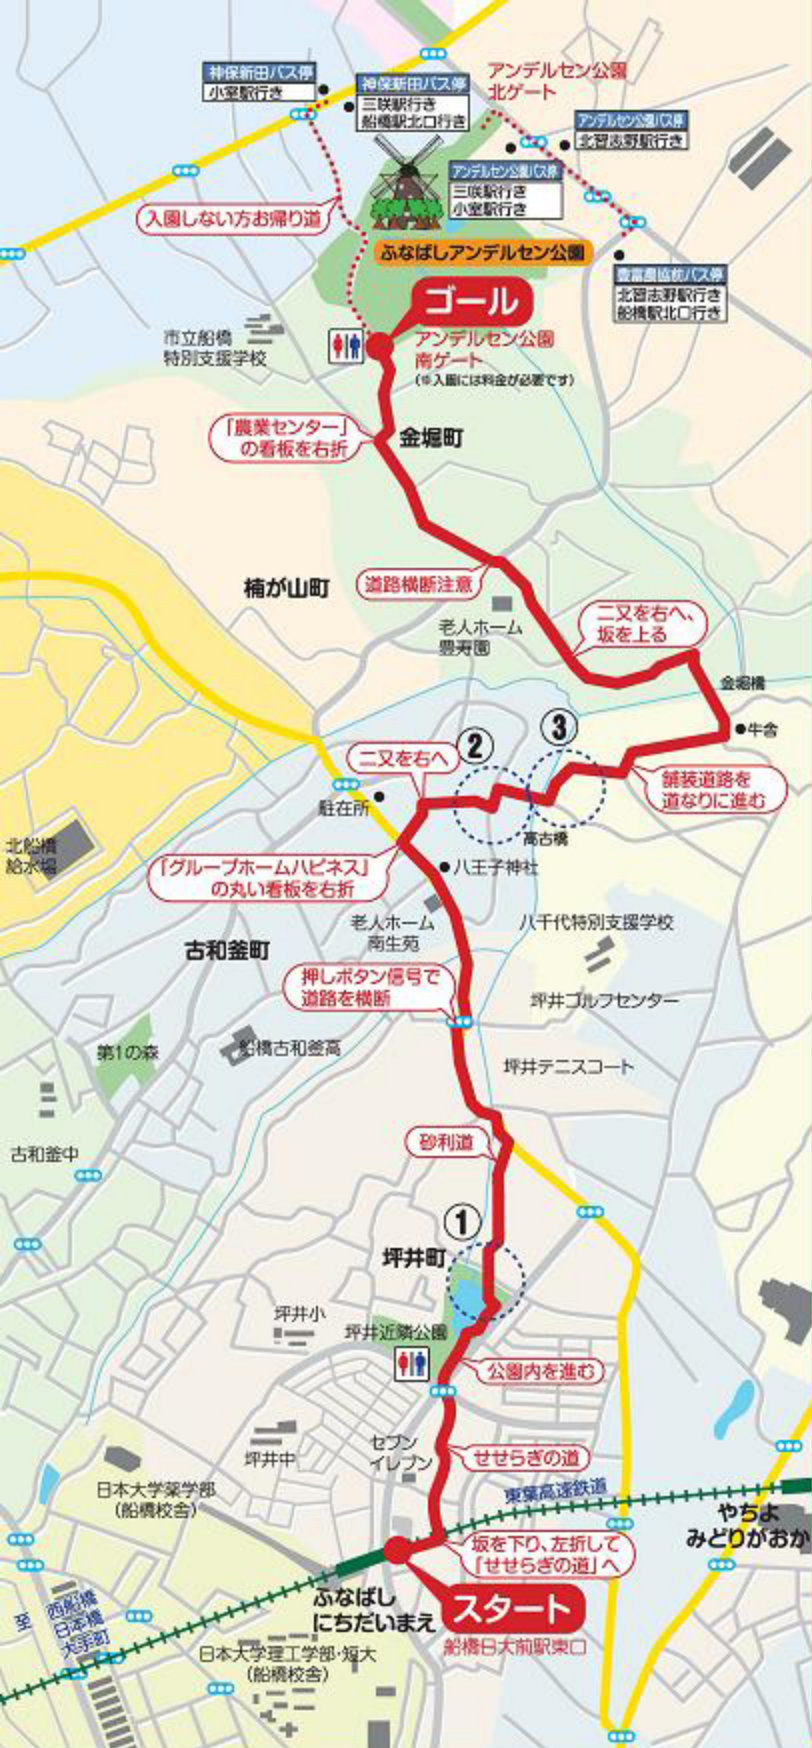 神保新田バス停
小室駅行き
神保新田バス停
三咲駅行き
船橋駅北口行き
アンデルセン公園
北ゲート
アンデルセン公園バス停
北習志野駅行き
アンデルセン公園バス停
三咲駅行き
小室駅行き
入園しない方お帰り道
ふなばしアンデルセン公園
豊富農協前バス停
北習志野駅行き
船橋駅北口行き
ゴール
市立船橋
特別支援学校
アンデルセン公園
南ゲート
(※入園には料金が必要です)
「農業センター」
の看板を右折
金堀町
楠が山町
道路横断注意
老人ホーム
豊寿園
二又を右へ、
坂を上る
金堀橋
牛舎
二又を右へ
②
③
舗装道路を
道なりに進む
駐在所
高古橋
北船橋
給水場
「グループホームハピネス」
の丸い看板を右折
八王子神社
老人ホーム
南生苑
八千代特別支援学校
古和釜町
押しボタン信号で
道路を横断
坪井ゴルフセンター
第1の森
船橋古和釜高
坪井テニスコート
古和釜中
砂利道
①
坪井町
坪井小
坪井近隣公園
公園内を進む
セブン
イレブン
坪井中
せせらぎの道
日本大学薬学部
(船橋校舎)
東葉高速鉄道
やちよ
みどりがおか
坂を下り、左折して
「せせらぎの道」へ
ふなばし
にちだいまえ
スタート
船橋日大前駅東口
至
西船橋
日本橋
大手町
日本大学理工学部・短大
(船橋校舎)